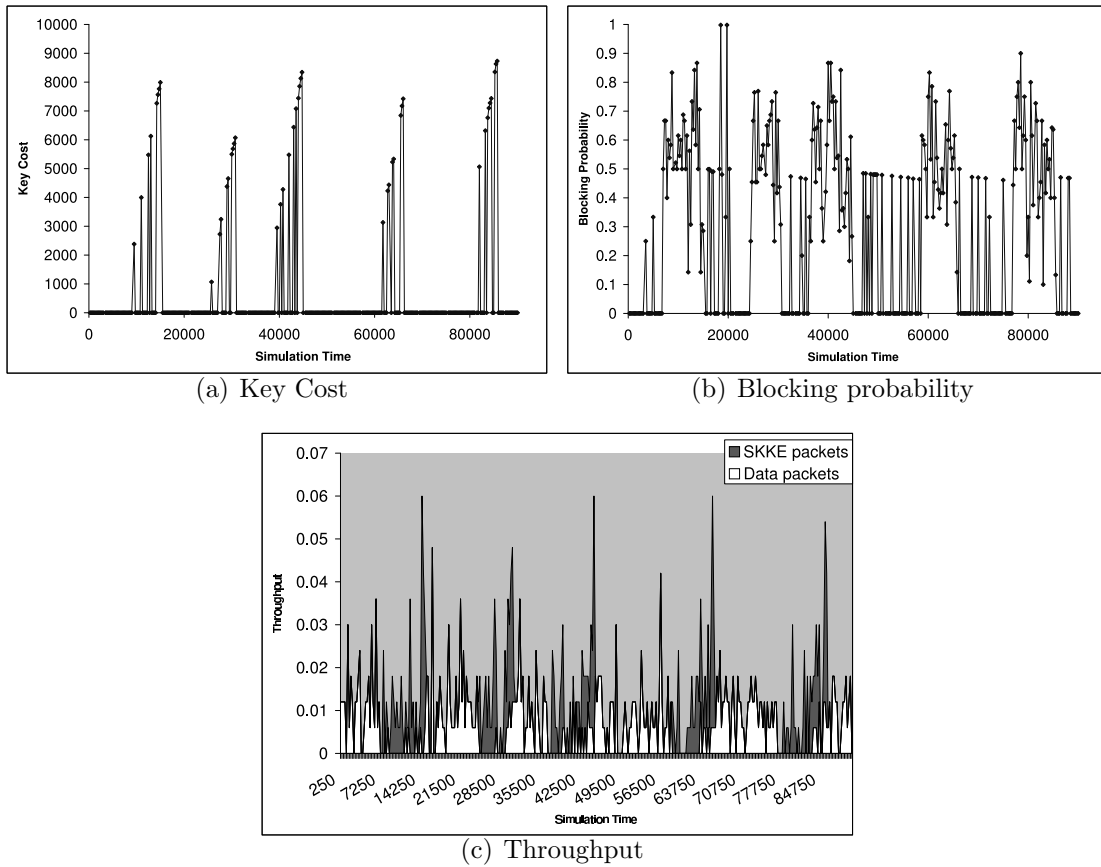 10000
9000
8000
7000
6000
5000
4000
3000
2000
1000
0
Key Cost
0 20000 40000 60000 80000
Simulation Time
(a) Key Cost
1
0.9
0.8
0.7
0.6
0.5
0.4
0.3
0.2
0.1
0
Blocking Probability
0 20000 40000 60000 80000
Simulation Time
(b) Blocking probability
SKKE packets
Data packets
0.07
0.06
0.05
0.04
0.03
0.02
0.01
0
Throughput
250 7250 14250 21500 28500 35500 42500 49500 56500 63750 70750 77750 84750
Simulation Time
(c) Throughput